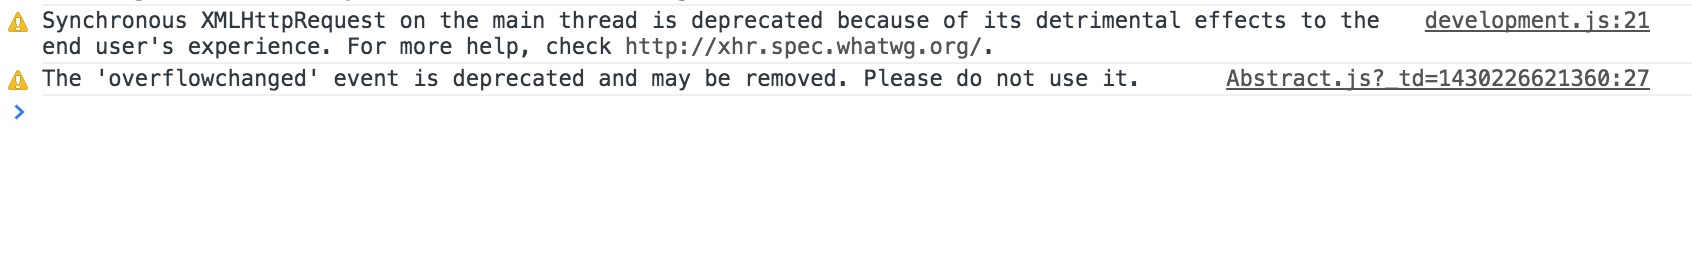 Synchronous XMLHttpRequest on the main thread is deprecated because of its detrimental effects to the development.js:21
end user's experience. For more help, check http://xhr.spec.whatwg.org/.
The 'overflowchanged' event is deprecated and may be removed. Please do not use it. Abstract.js?_td=1430226621360:27